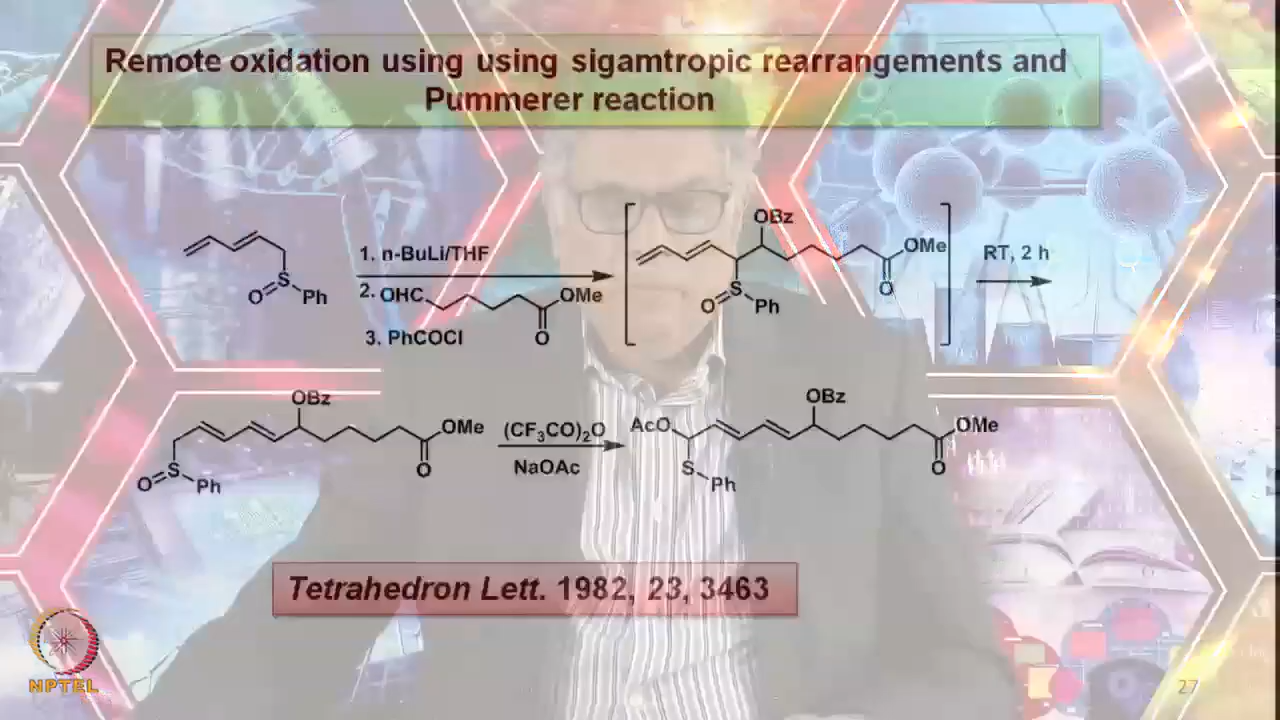 Remote oxidation using using sigamtropic rearrangements and
Pummerer reaction
S
O
Ph
1. n-BuLi/THF
2. OHC
OMe
O
3. PhCOCl
OBz
OMe
O
S
O
Ph
RT, 2 h
OBz
OMe
O
S
O
Ph
(CF3CO)2O
NaOAc
AcO
OBz
OMe
O
S
Ph
Tetrahedron Lett. 1982, 23, 3463
NPTEL
27